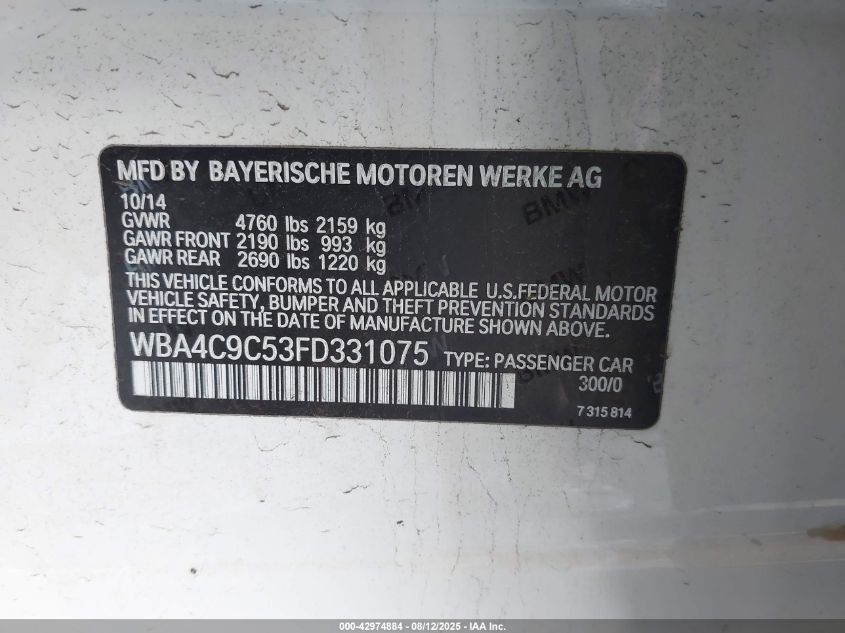 MFD BY BAYERISCHE MOTOREN WERKE AG
10/14
GVWR 4760 lbs 2159 kg
GAWR FRONT 2190 lbs 993 kg
GAWR REAR 2690 lbs 1220 kg
THIS VEHICLE CONFORMS TO ALL APPLICABLE U.S.FEDERAL MOTOR
VEHICLE SAFETY, BUMPER AND THEFT PREVENTION STANDARDS
IN EFFECT ON THE DATE OF MANUFACTURE SHOWN ABOVE.
WBA4C9C53FD331075 TYPE: PASSENGER CAR
300/0
7 315 814
000-42974884 - 08/12/2025 - IAA Inc.